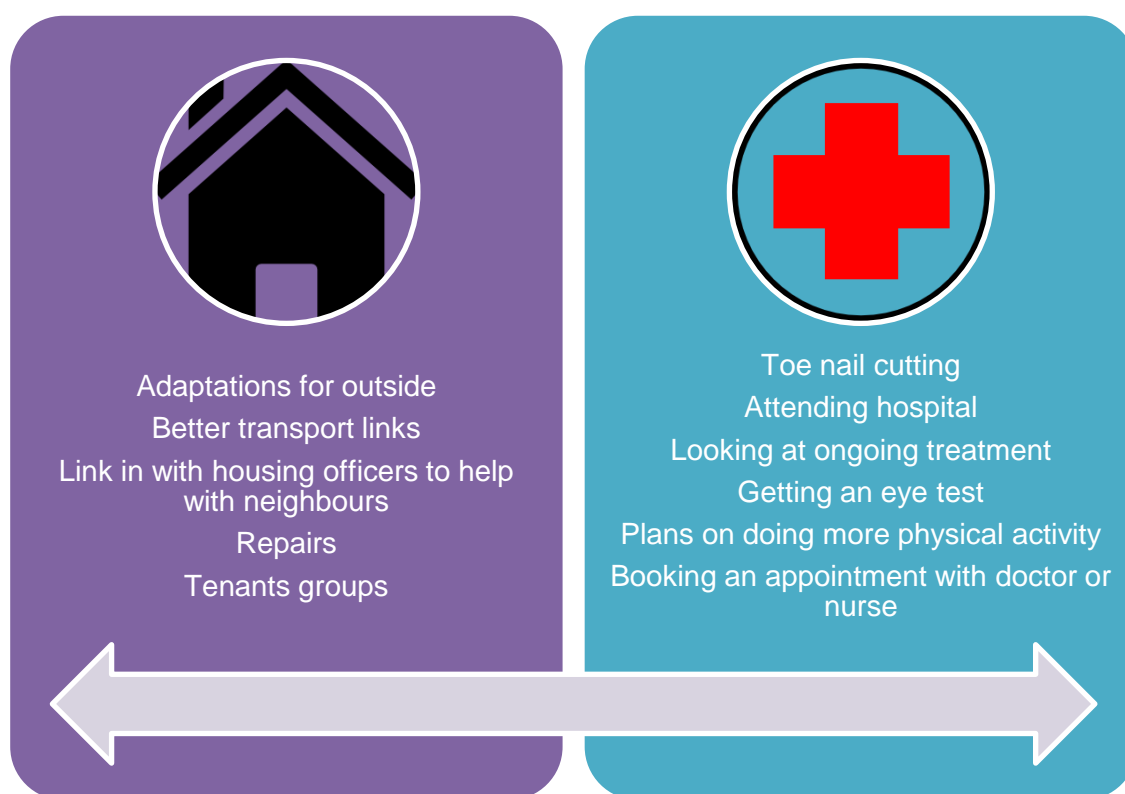 Adaptations for outside
Better transport links
Link in with housing officers to help
with neighbours
Repairs
Tenants groups
Toe nail cutting
Attending hospital
Looking at ongoing treatment
Getting an eye test
Plans on doing more physical activity
Booking an appointment with doctor or
nurse